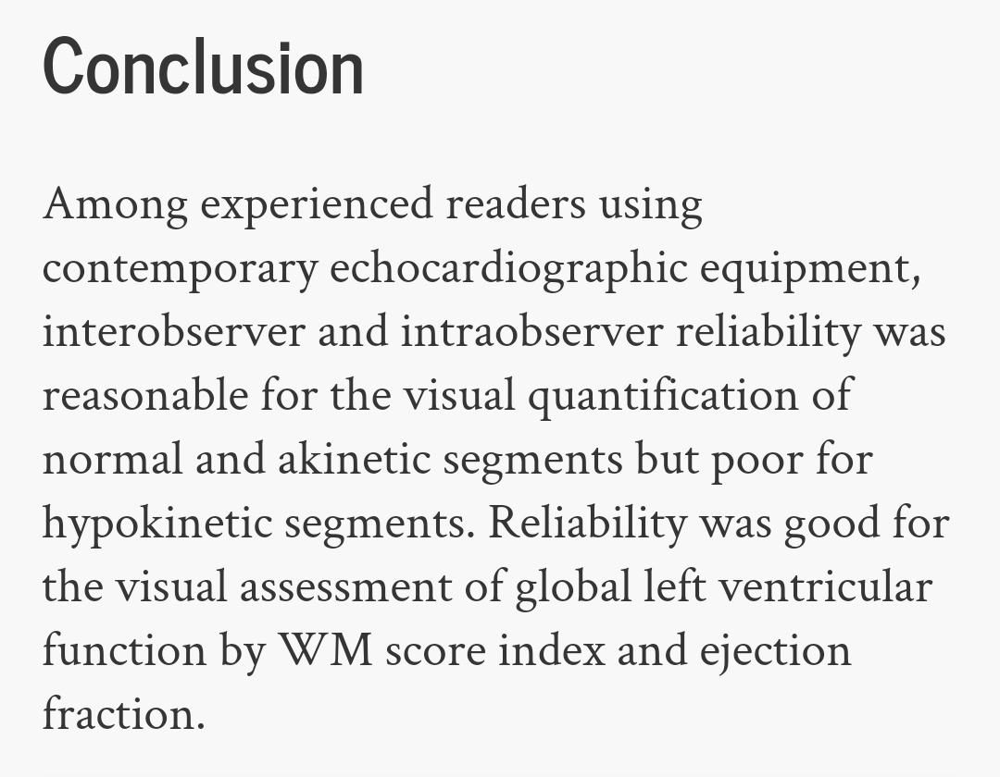 Conclusion
Among experienced readers using
contemporary echocardiographic equipment,
interobserver and intraobserver reliability was
reasonable for the visual quantification of
normal and akinetic segments but poor for
hypokinetic segments. Reliability was good for
the visual assessment of global left ventricular
function by WM score index and ejection
fraction.